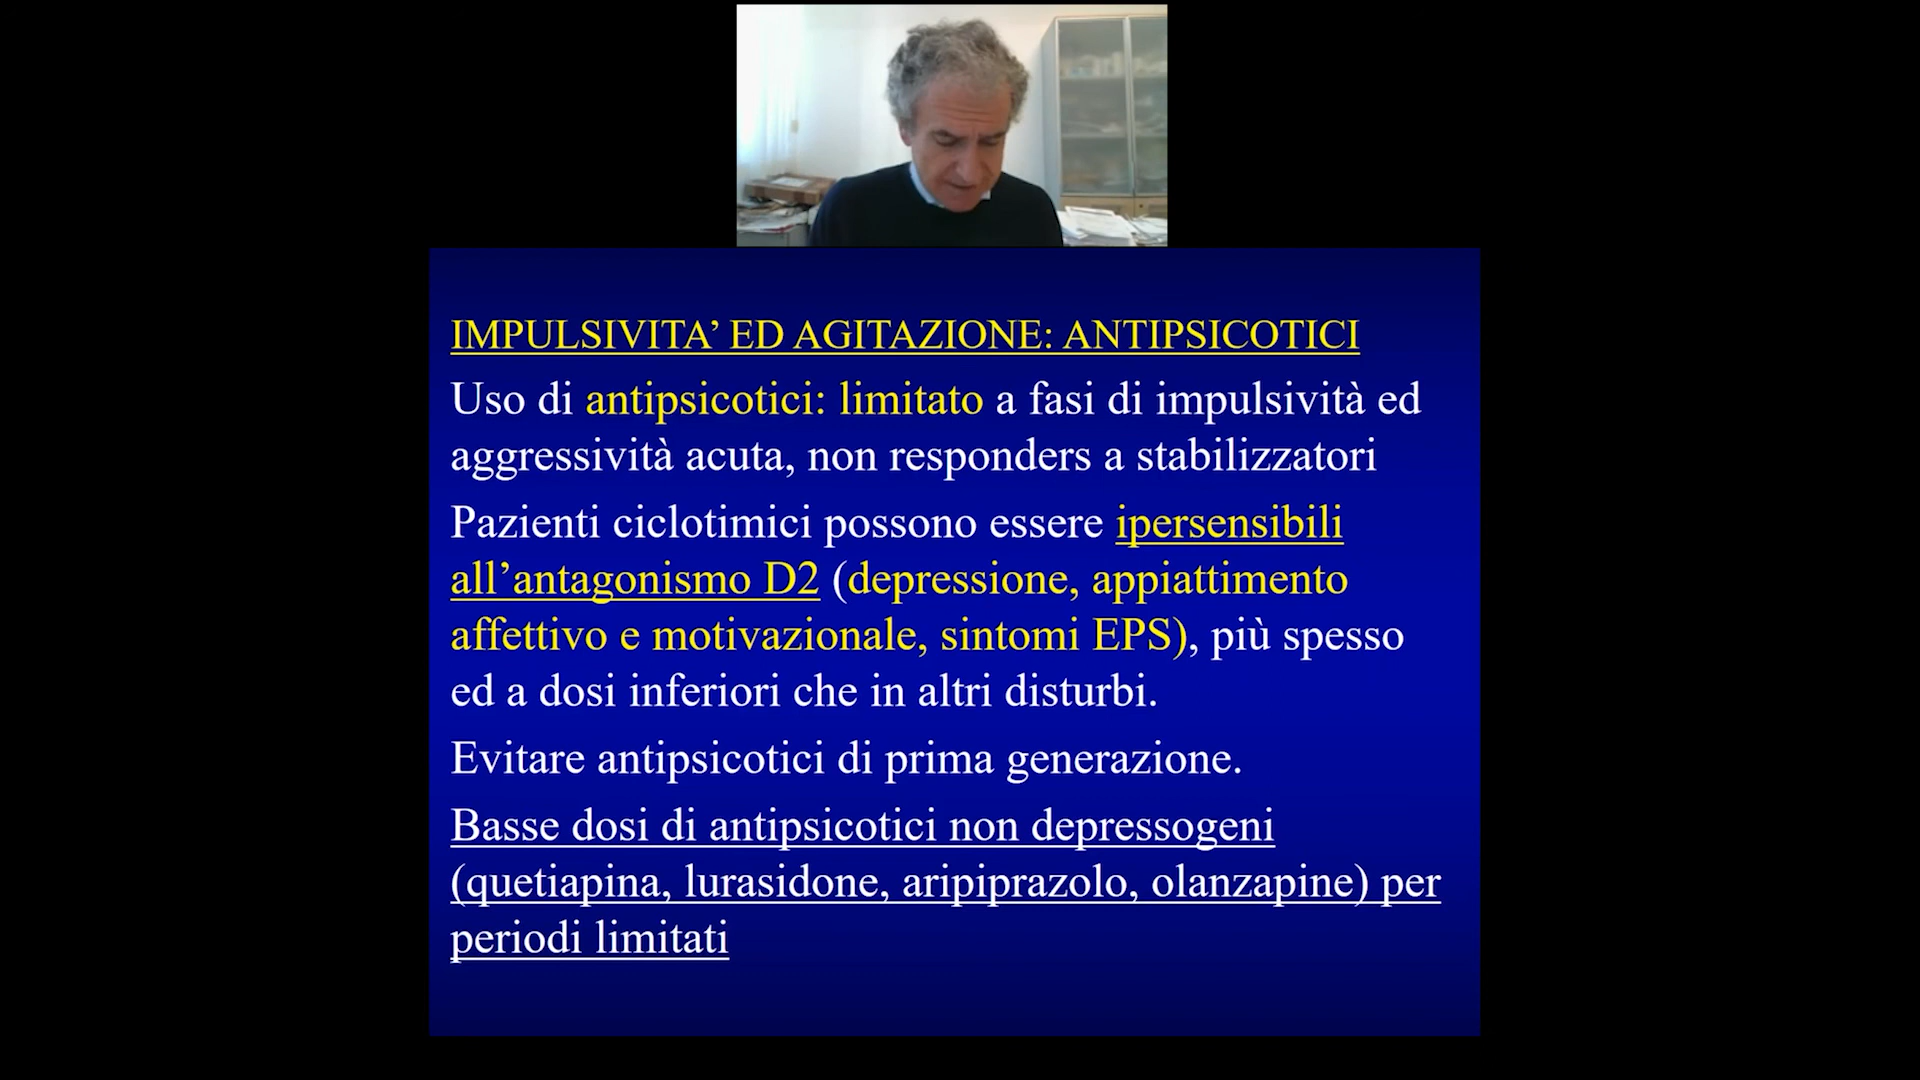 IMPULSIVITA’ ED AGITAZIONE: ANTIPSICOTICI
Uso di antipsicotici: limitato a fasi di impulsività ed
aggressività acuta, non responders a stabilizzatori
Pazienti ciclotimici possono essere ipersensibili
all’antagonismo D2 (depressione, appiattimento
affettivo e motivazionale, sintomi EPS), più spesso
ed a dosi inferiori che in altri disturbi.
Evitare antipsicotici di prima generazione.
Basse dosi di antipsicotici non depressogeni
(quetiapina, lurasidone, aripiprazolo, olanzapine) per
periodi limitati